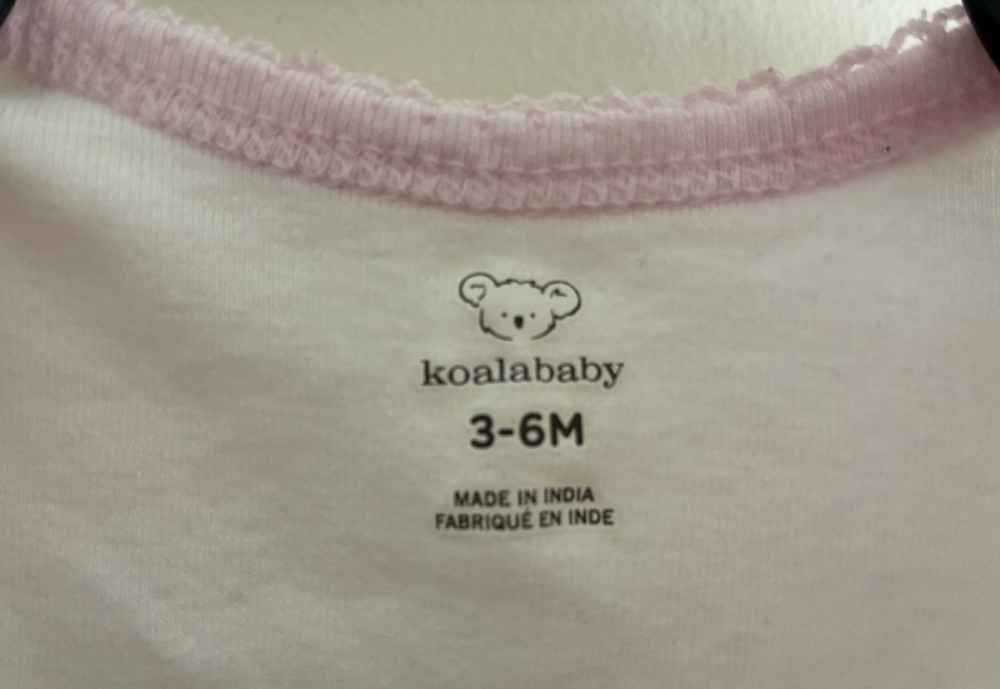 koalababy
3-6M
MADE IN INDIA
FABRIQUÉ EN INDE